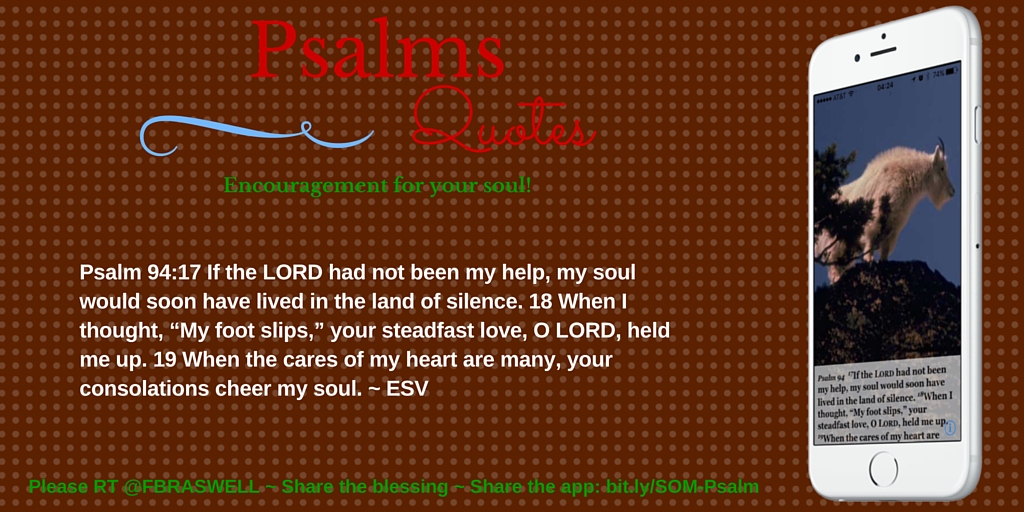 Psalms
Quotes
Encouragement for your soul!
Psalm 94:17 If the LORD had not been my help, my soul
would soon have lived in the land of silence. 18 When I
thought, “My foot slips,” your steadfast love, O LORD, held
me up. 19 When the cares of my heart are many, your
consolations cheer my soul. ~ ESV
Please RT @FBRASWELL ~ Share the blessing ~ Share the app: bit.ly/SOM-Psalm
AT&T 04:24 74%
Psalm 94 17If the LORD had not been
my help, my soul would soon have
lived in the land of silence. 18When I
thought, “My foot slips,” your
steadfast love, O LORD, held me up.
19When the cares of my heart are